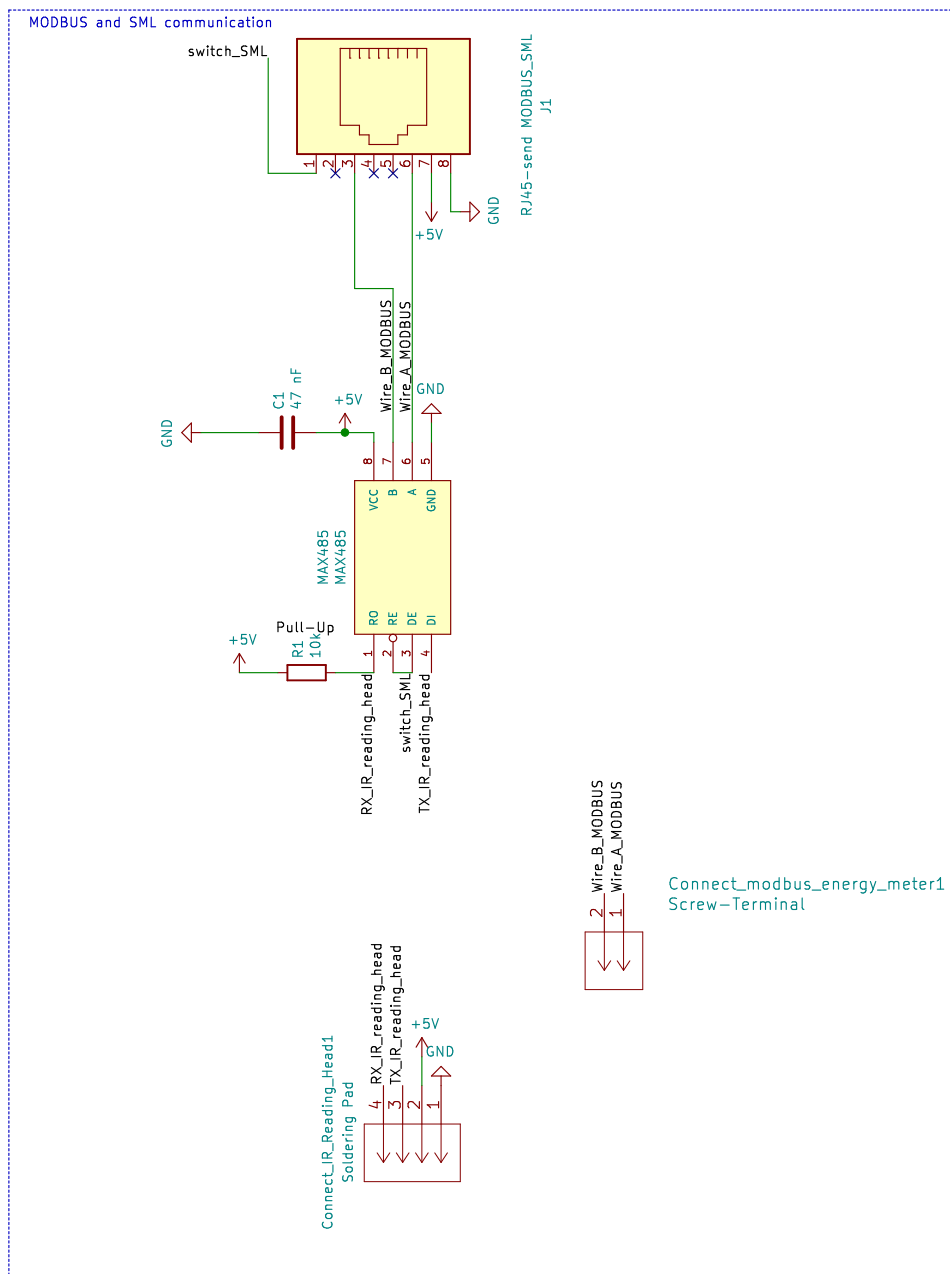 MODBUS and SML communication
switch_SML
1
2
3
4
5
6
7
8
RJ45-send MODBUS_SML
J1
GND
+5V
Wire_B_MODBUS
Wire_A_MODBUS
GND
C1
47 nF
+5V
GND
8
7
6
5
VCC
B
A
GND
MAX485
MAX485
RO
RE
DE
DI
+5V
Pull-Up
R1
10k
1
2
3
4
RX_IR_reading_head
switch_SML
TX_IR_reading_head
Wire_B_MODBUS
Wire_A_MODBUS
2
1
Connect_modbus_energy_meter1
Screw-Terminal
RX_IR_reading_head
TX_IR_reading_head
+5V
GND
4
3
2
1
Connect_IR_Reading_Head1
Soldering Pad